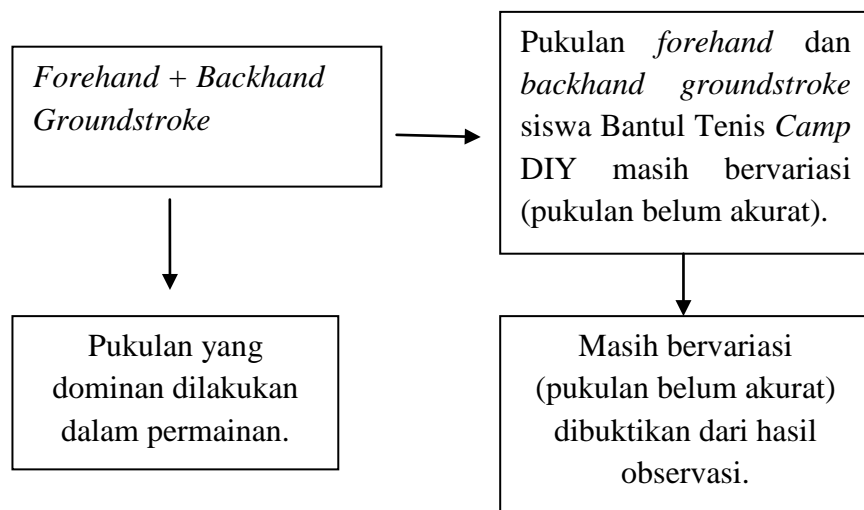 Forehand + Backhand
Groundstroke
Pukulan forehand dan
backhand groundstroke
siswa Bantul Tenis Camp
DIY masih bervariasi
(pukulan belum akurat).
Pukulan yang
dominan dilakukan
dalam permainan.
Masih bervariasi
(pukulan belum akurat)
dibuktikan dari hasil
observasi.